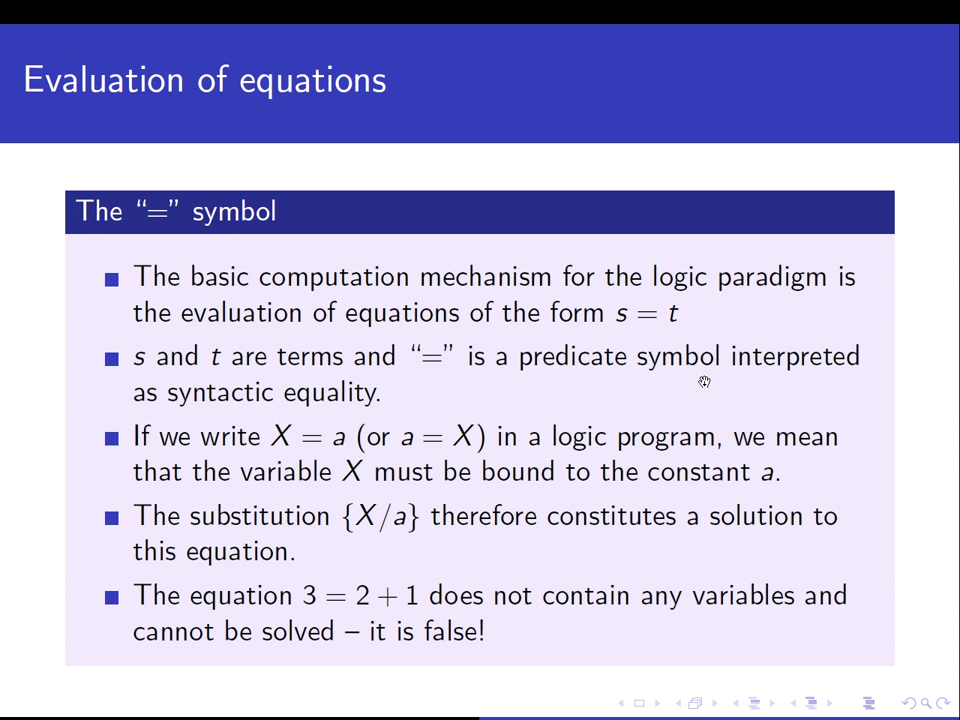 Evaluation of equations
The “=” symbol
The basic computation mechanism for the logic paradigm is
the evaluation of equations of the form s = t
s and t are terms and “=” is a predicate symbol interpreted
as syntactic equality.
If we write X = a (or a = X) in a logic program, we mean
that the variable X must be bound to the constant a.
The substitution {X/a} therefore constitutes a solution to
this equation.
The equation 3 = 2 + 1 does not contain any variables and
cannot be solved – it is false!